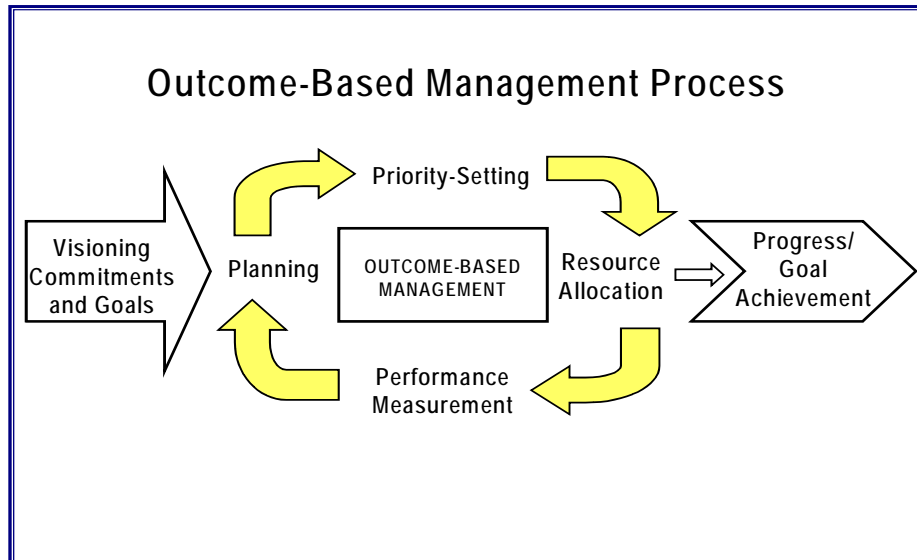 Outcome-Based Management Process
Priority-Setting
Visioning
Commitments
and Goals
Planning
OUTCOME-BASED
MANAGEMENT
Resource
Allocation
Progress/
Goal
Achievement
Performance
Measurement